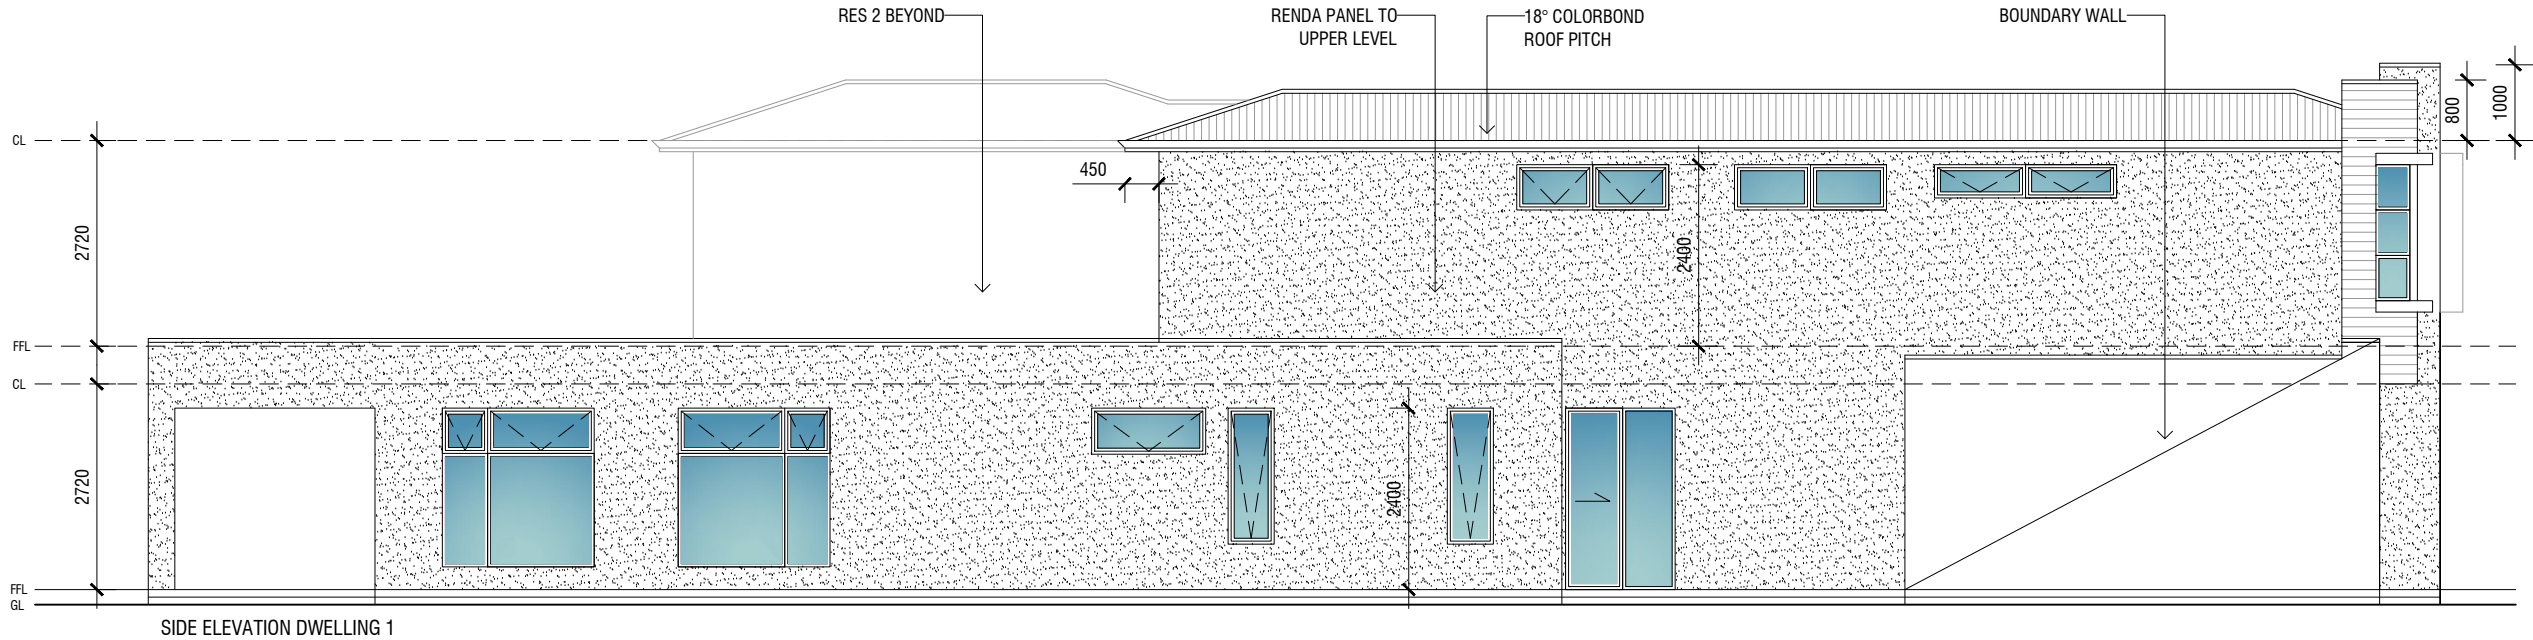 RES 2 BEYOND
RENDA PANEL TO
UPPER LEVEL
18° COLORBOND
ROOF PITCH
BOUNDARY WALL
800
1000
CL
450
2720
2400
FFL
CL
2720
2400
FFL
GL
SIDE ELEVATION DWELLING 1